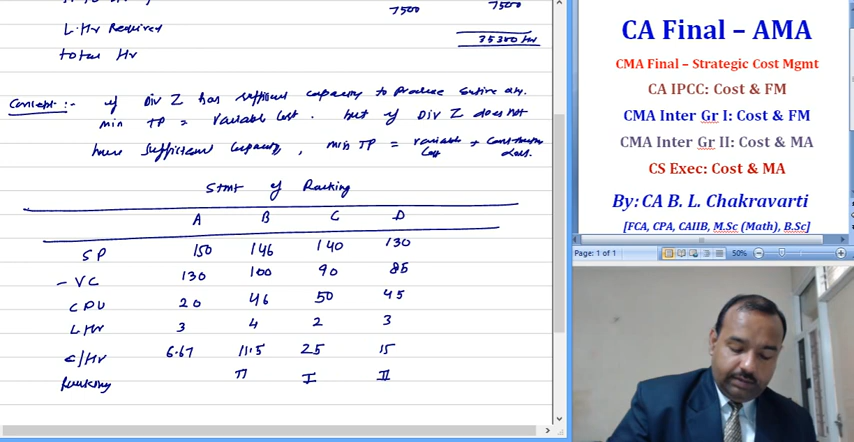 7500 7500
L.Hr Required
35300 Hr
total Hr
Concept :- if Div Z has sufficient capacity to produce entire
min TP = Variable Cost. but if Div Z does not
have sufficient capacity, min TP = variable Cost + Contribution
Stmt of Ranking
A B C D
SP 150 146 140 130
- VC 130 100 90 85
CPU 20 46 50 45
LHr 3 4 2 3
C/Hr 6.67 11.5 25 15
Ranking I II
CA Final – AMA
CMA Final – Strategic Cost Mgmt
CA IPCC: Cost & FM
CMA Inter Gr I: Cost & FM
CMA Inter Gr II: Cost & MA
CS Exec: Cost & MA
By: CA B. L. Chakravarti
[FCA, CPA, CAIIB, M.Sc (Math), B.Sc]
Page: 1 of 1 50%